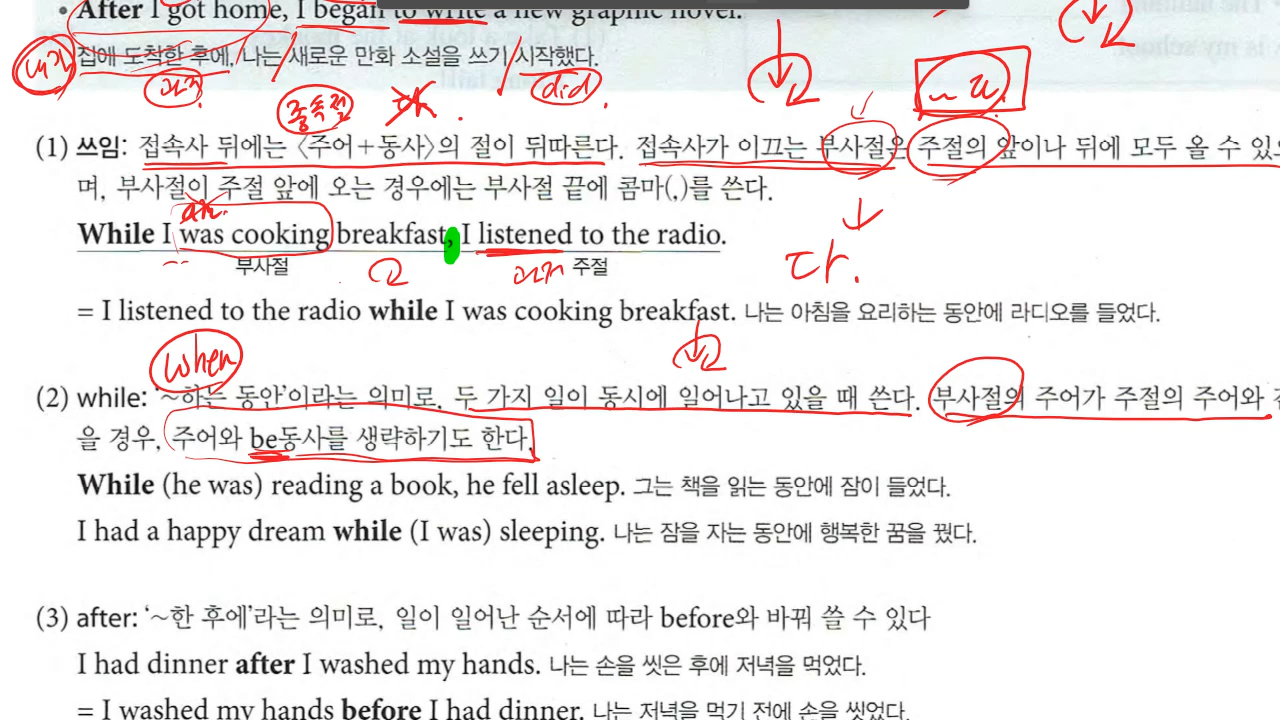 • After I got home, I began to write a new graphic novel.
내가 집에 도착한 후에, 나는 새로운 만화 소설을 쓰기 시작했다.
과거 종속절 did.
~고.
(1) 쓰임: 접속사 뒤에는 〈주어+동사〉의 절이 뒤따른다. 접속사가 이끄는 부사절은 주절의 앞이나 뒤에 모두 올 수 있으
며, 부사절이 주절 앞에 오는 경우에는 부사절 끝에 콤마(,)를 쓴다.
am
While I was cooking breakfast, I listened to the radio.
다.
부사절 과거 주절
= I listened to the radio while I was cooking breakfast. 나는 아침을 요리하는 동안에 라디오를 들었다.
when
(2) while: ‘~하는 동안’이라는 의미로, 두 가지 일이 동시에 일어나고 있을 때 쓴다. 부사절의 주어가 주절의 주어와
을 경우, 주어와 be동사를 생략하기도 한다.
While (he was) reading a book, he fell asleep. 그는 책을 읽는 동안에 잠이 들었다.
I had a happy dream while (I was) sleeping. 나는 잠을 자는 동안에 행복한 꿈을 꿨다.
(3) after: ‘~한 후에’라는 의미로, 일이 일어난 순서에 따라 before와 바꿔 쓸 수 있다
I had dinner after I washed my hands. 나는 손을 씻은 후에 저녁을 먹었다.
= I washed my hands before I had dinner. 나는 저녁을 먹기 전에 손을 씻었다.